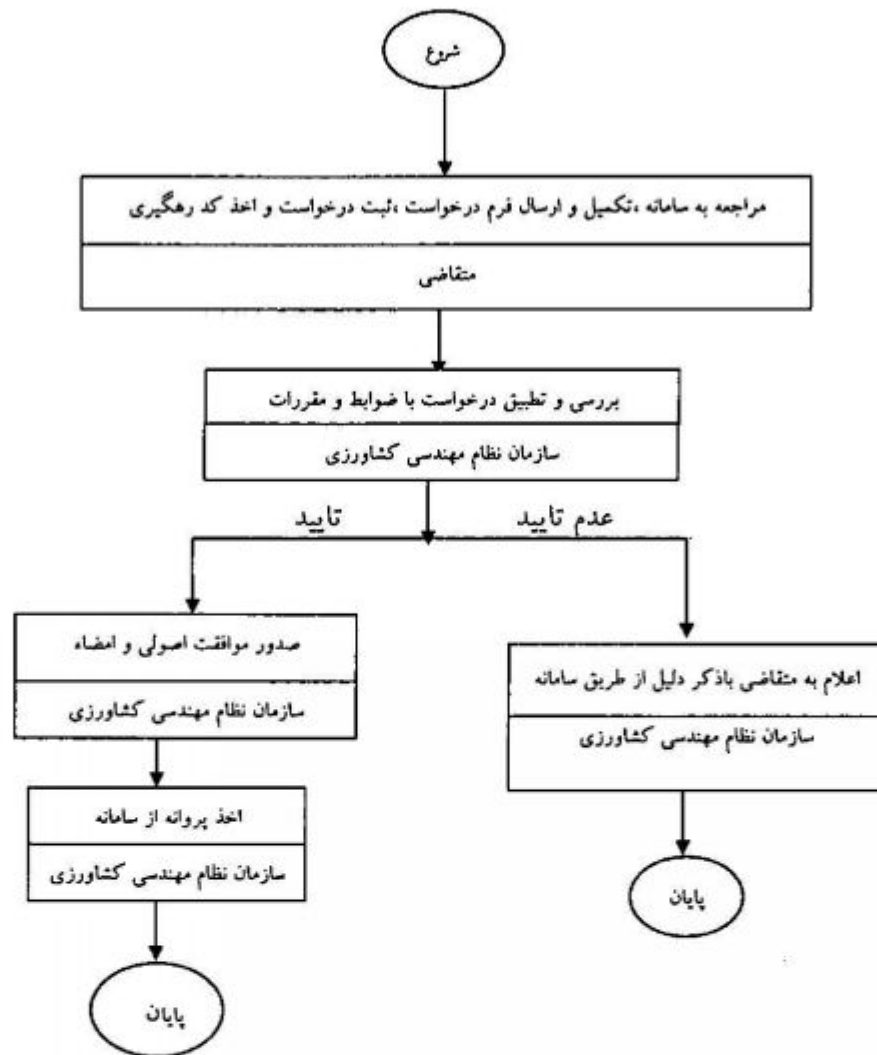 شروع
مراجعه به سامانه ،تکمیل و ارسال فرم درخواست ،ثبت درخواست و اخذ کد رهگیری
متقاضی
بررسی و تطبیق درخواست با ضوابط و مقررات
سازمان نظام مهندسی کشاورزی
عدم تایید
تایید
اعلام به متقاضی باذکر دلیل از طریق سامانه
سازمان نظام مهندسی کشاورزی
پایان
صدور موافقت اصولی و امضاء
سازمان نظام مهندسی کشاورزی
اخذ پروانه از سامانه
سازمان نظام مهندسی کشاورزی
پایان